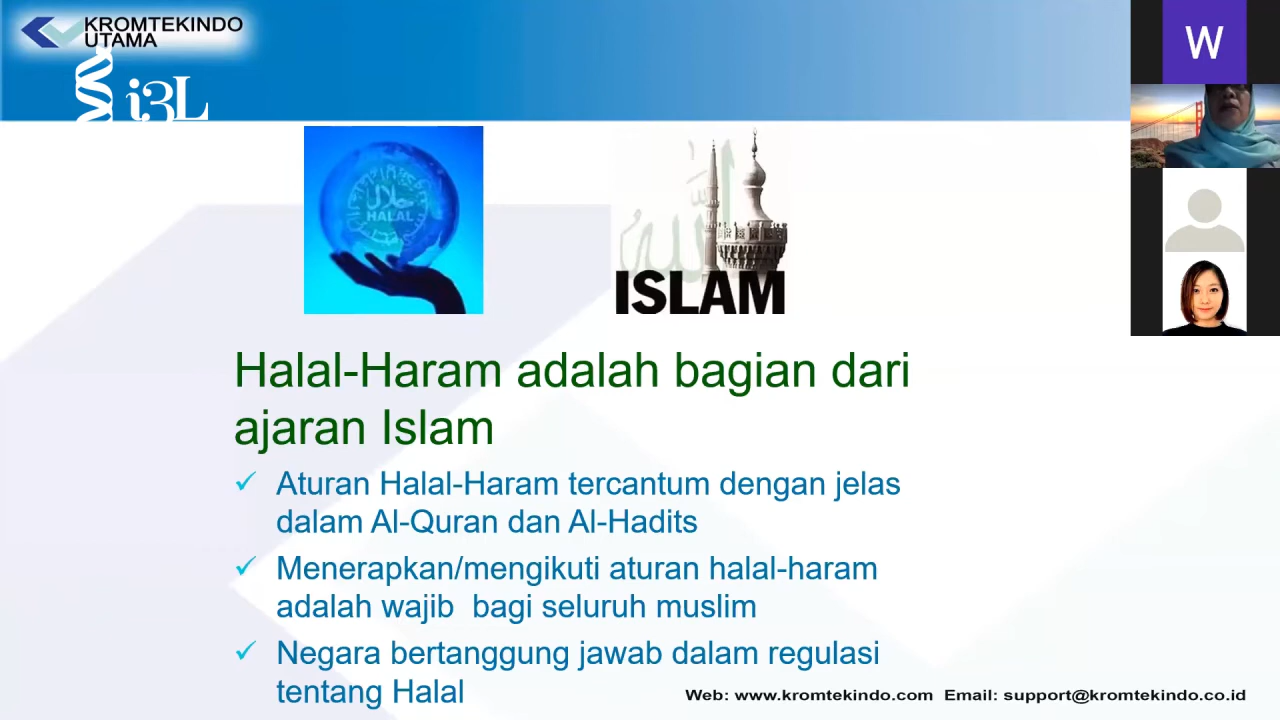 KROMTEKINDO
UTAMA
i3L
W
حلال
HALAL
الله
ISLAM
Halal-Haram adalah bagian dari
ajaran Islam
Aturan Halal-Haram tercantum dengan jelas
dalam Al-Quran dan Al-Hadits
Menerapkan/mengikuti aturan halal-haram
adalah wajib bagi seluruh muslim
Negara bertanggung jawab dalam regulasi
tentang Halal
Web: www.kromtekindo.com Email: support@kromtekindo.co.id